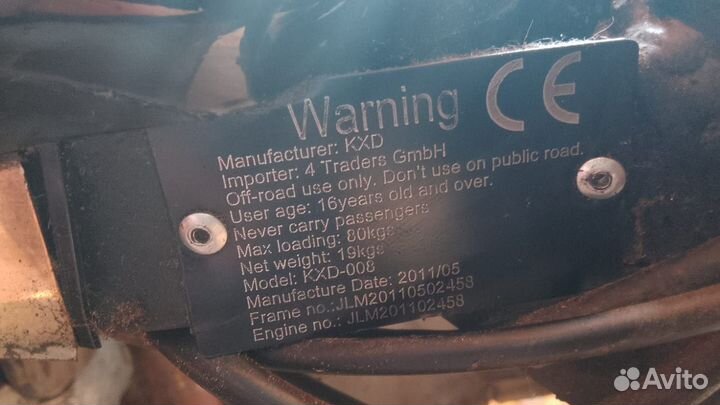 Warning CE
Manufacturer: KXD
Importer: 4 Traders GmbH
Off-road use only. Don't use on public road.
User age: 16years old and over.
Never carry passengers
Max loading: 80kgs
Net weight: 19kgs
Model: KXD-008
Manufacture Date: 2011/05
Frame no.:JLM20110502458
Engine no.: JLM201102458
Avito